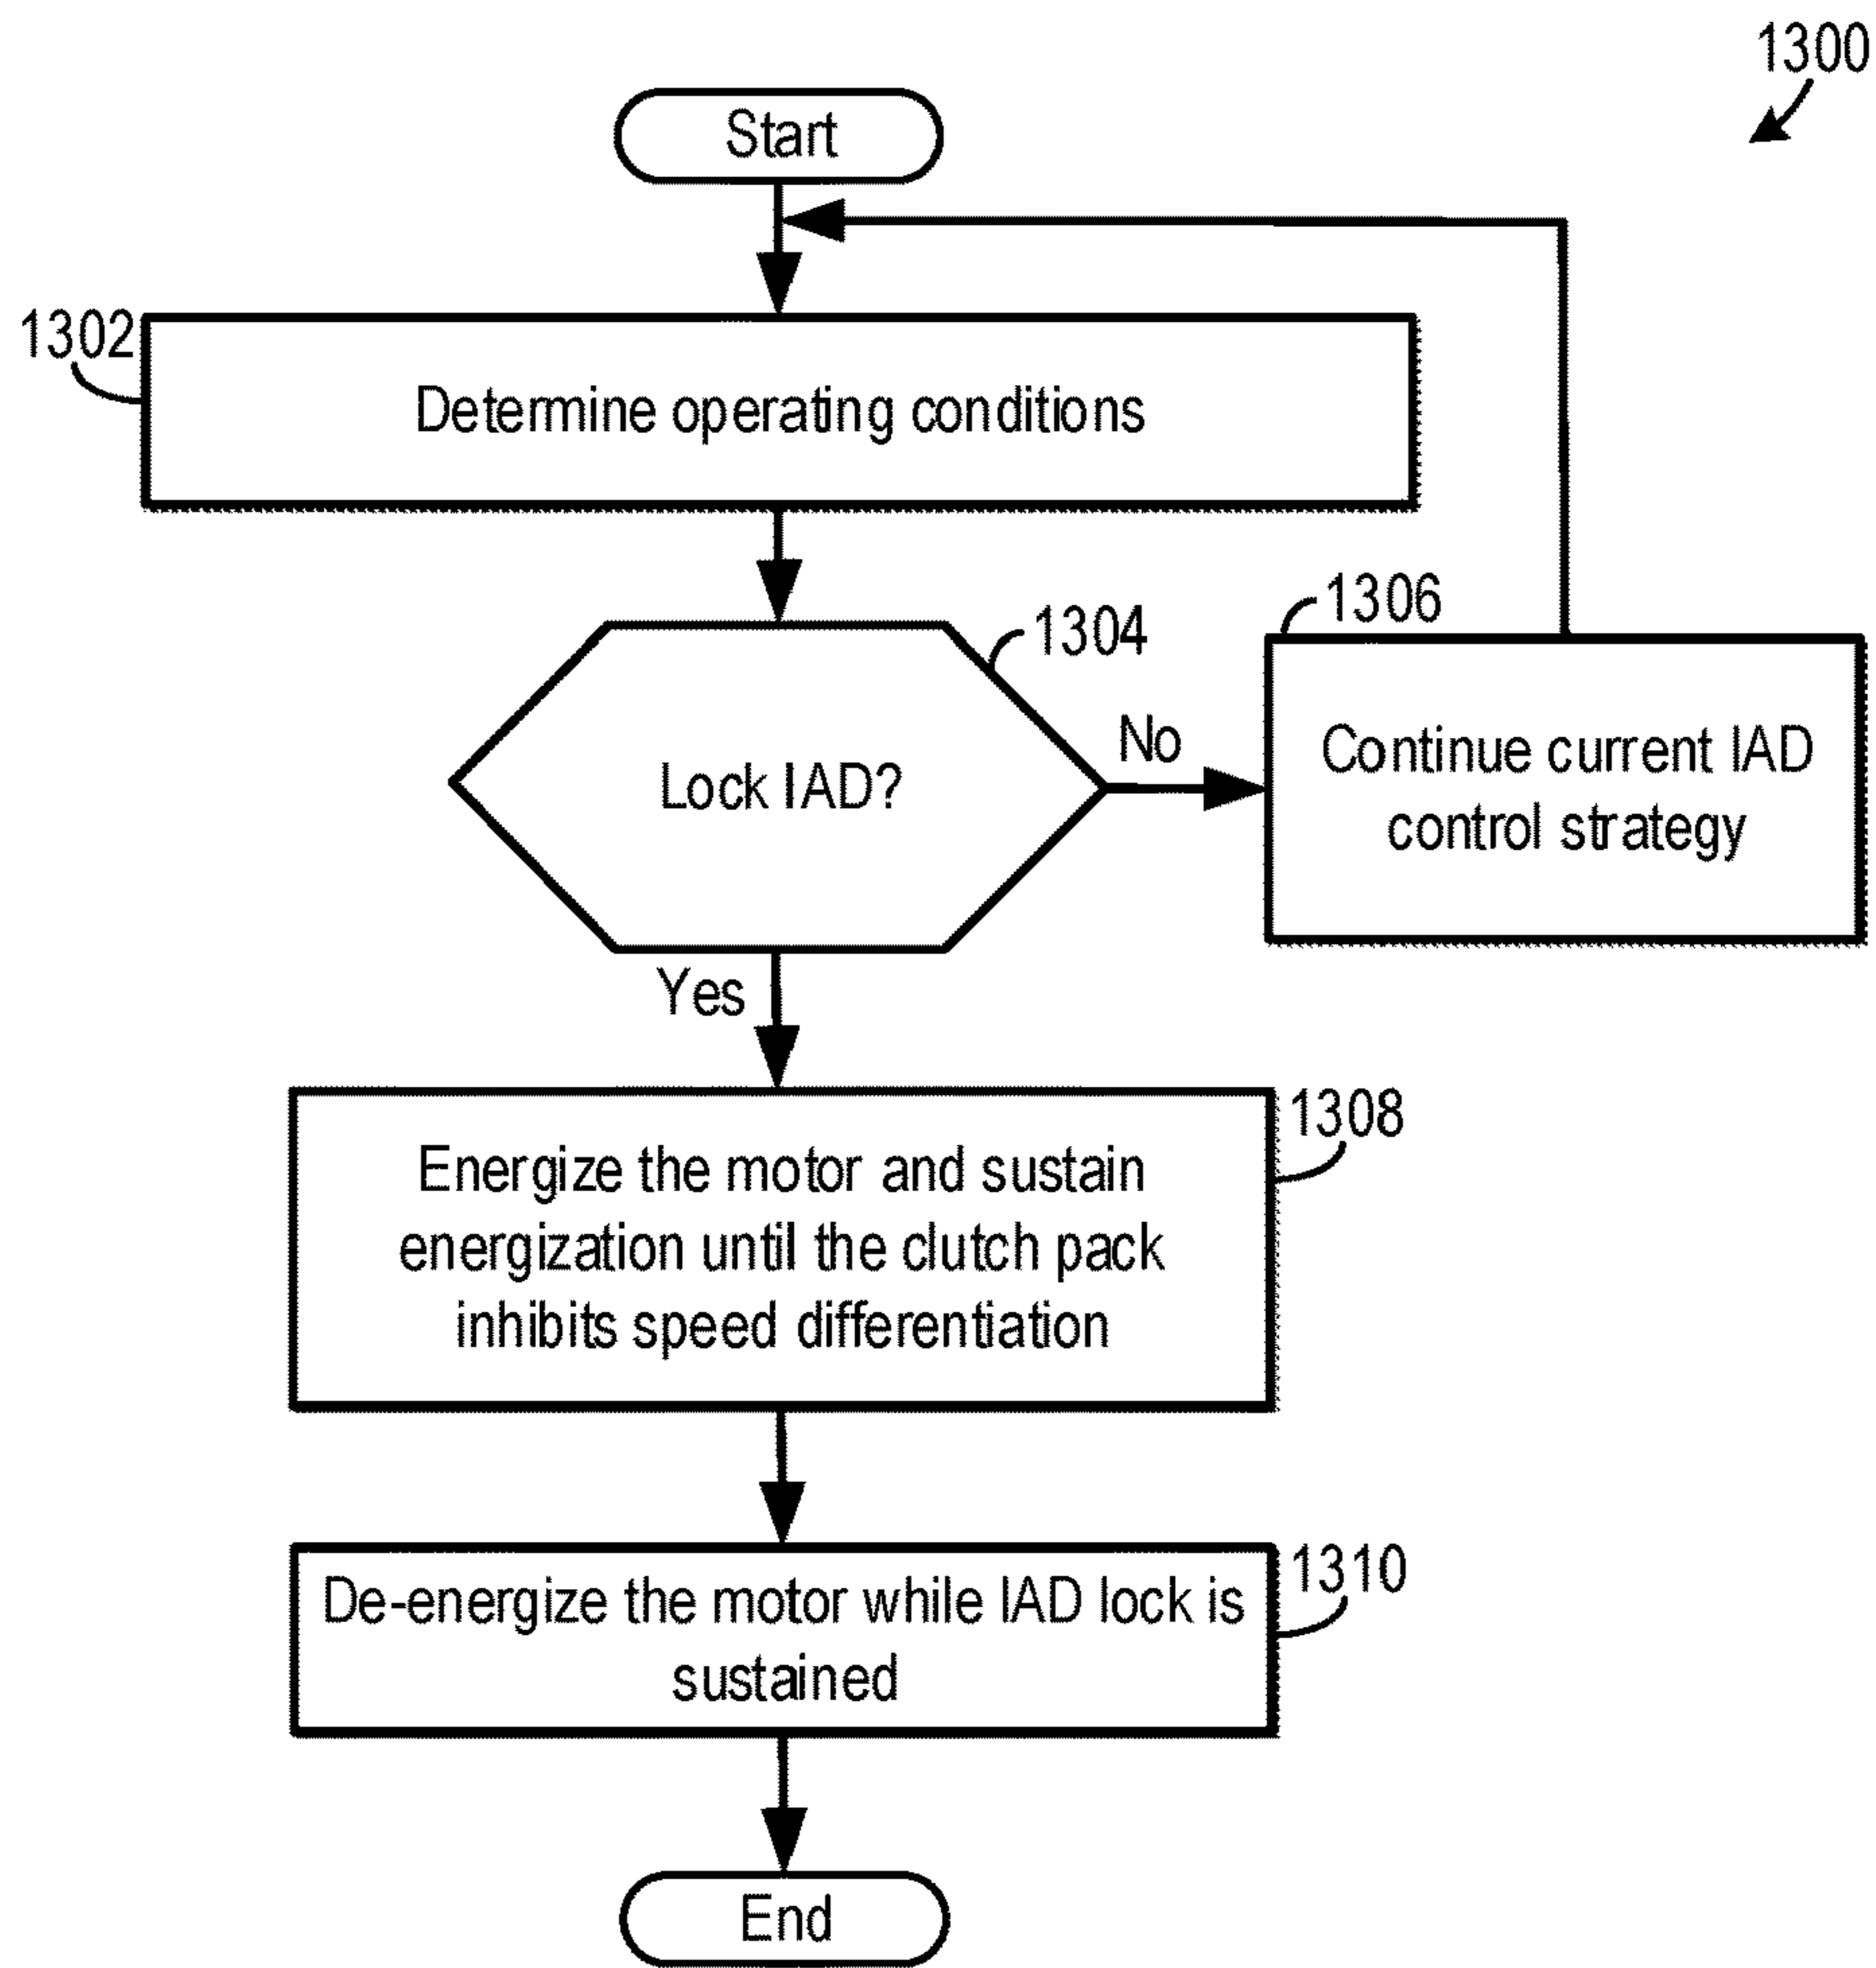 1300
Start
1302
Determine operating conditions
1304
Lock IAD?
No
1306
Continue current IAD
control strategy
Yes
1308
Energize the motor and sustain
energization until the clutch pack
inhibits speed differentiation
1310
De-energize the motor while IAD lock is
sustained
End